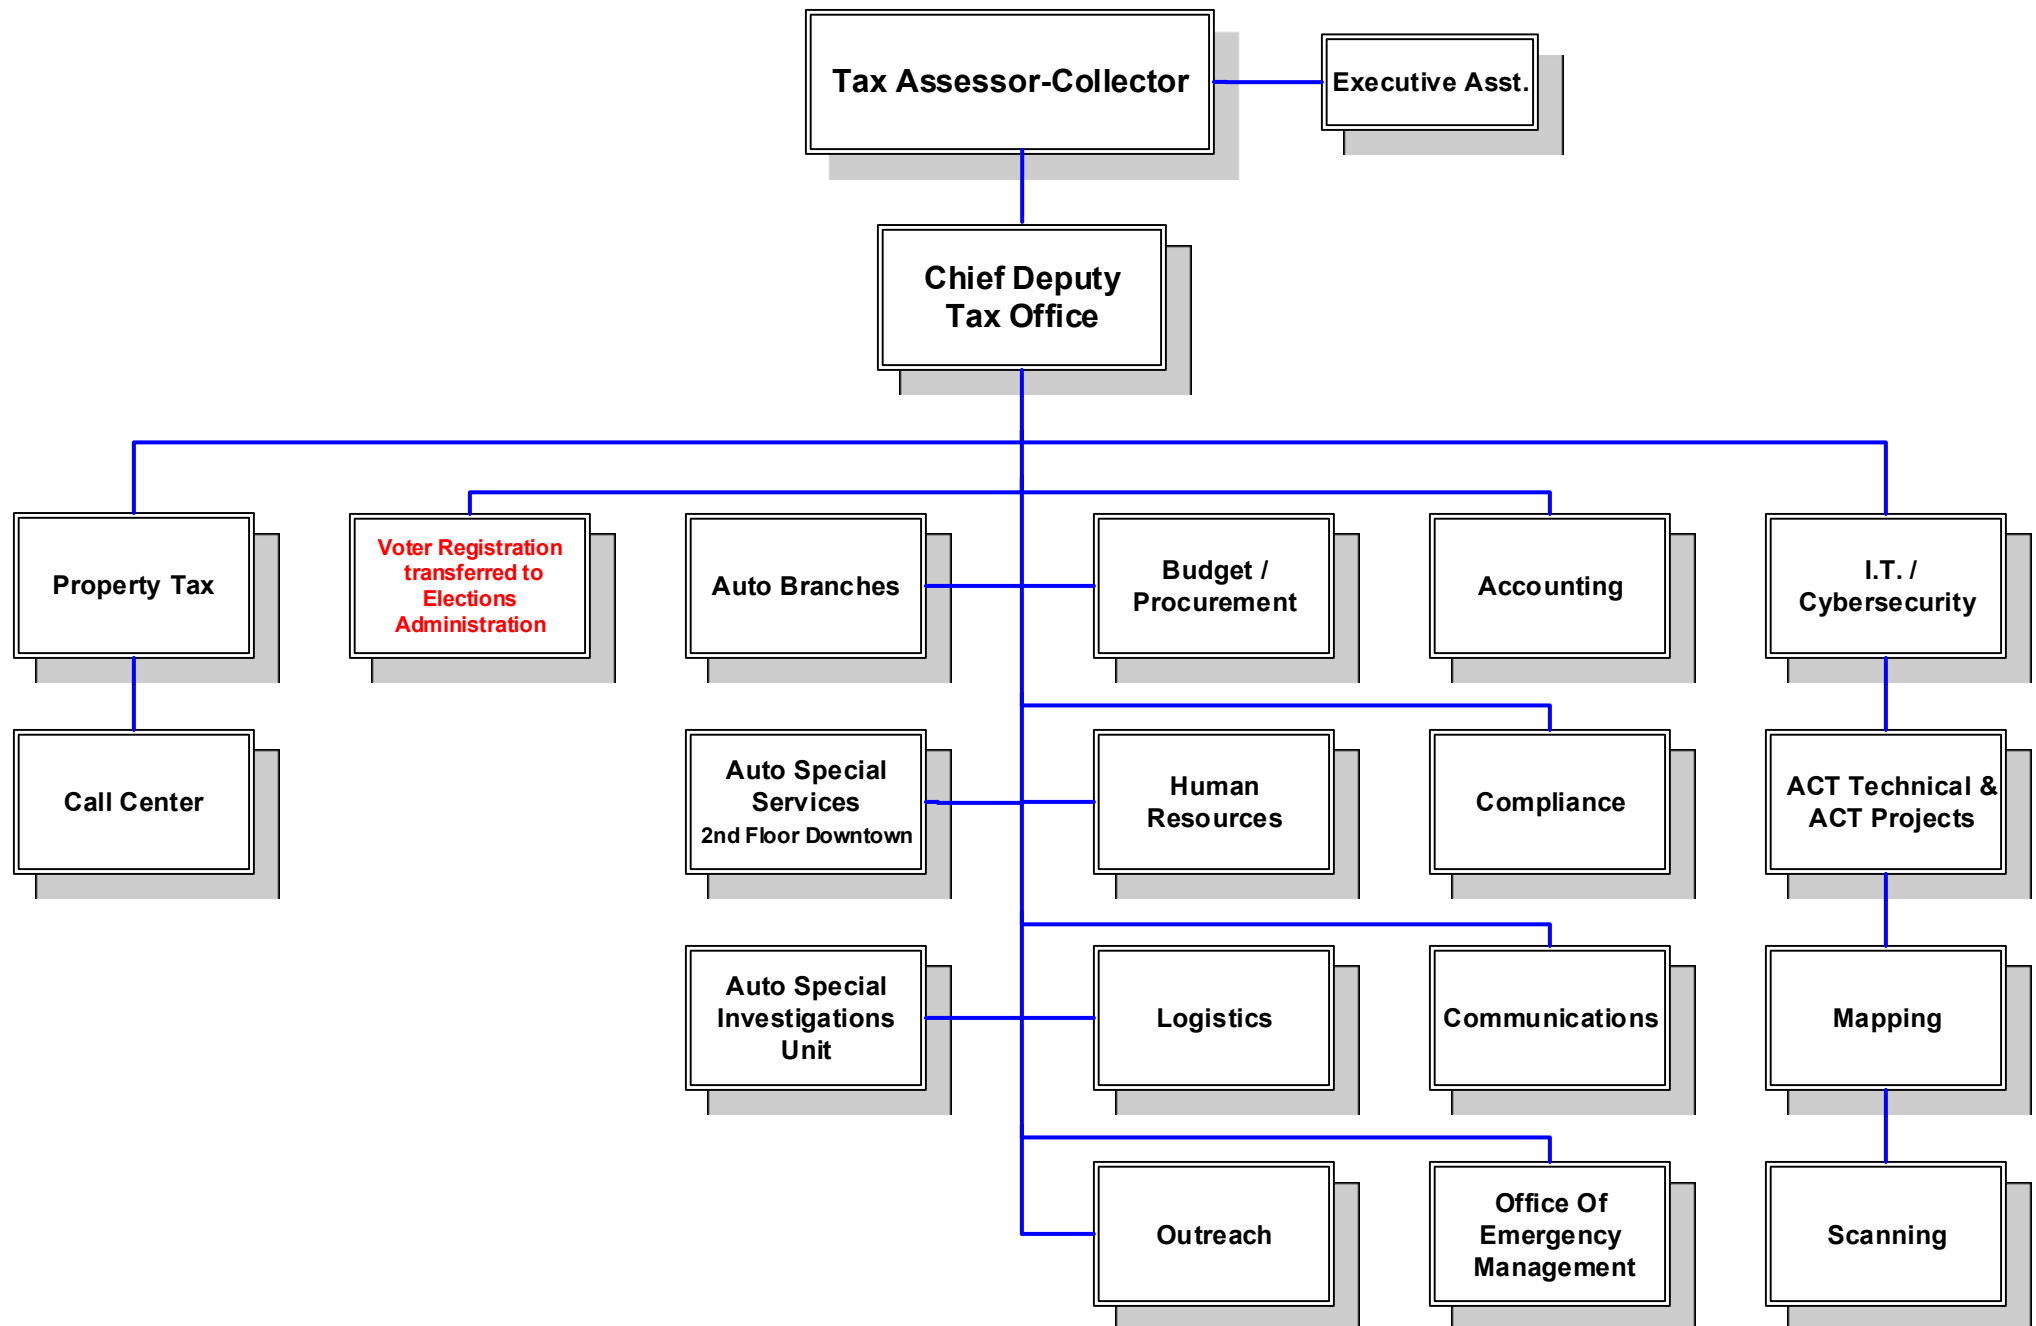 Tax Assessor-Collector
Executive Asst.
Chief Deputy
Tax Office
Property Tax
Voter Registration
transferred to
Elections
Administration
Auto Branches
Budget /
Procurement
Accounting
I.T. /
Cybersecurity
Call Center
Auto Special
Services
2nd Floor Downtown
Human
Resources
Compliance
ACT Technical &
ACT Projects
Auto Special
Investigations
Unit
Logistics
Communications
Mapping
Outreach
Office Of
Emergency
Management
Scanning